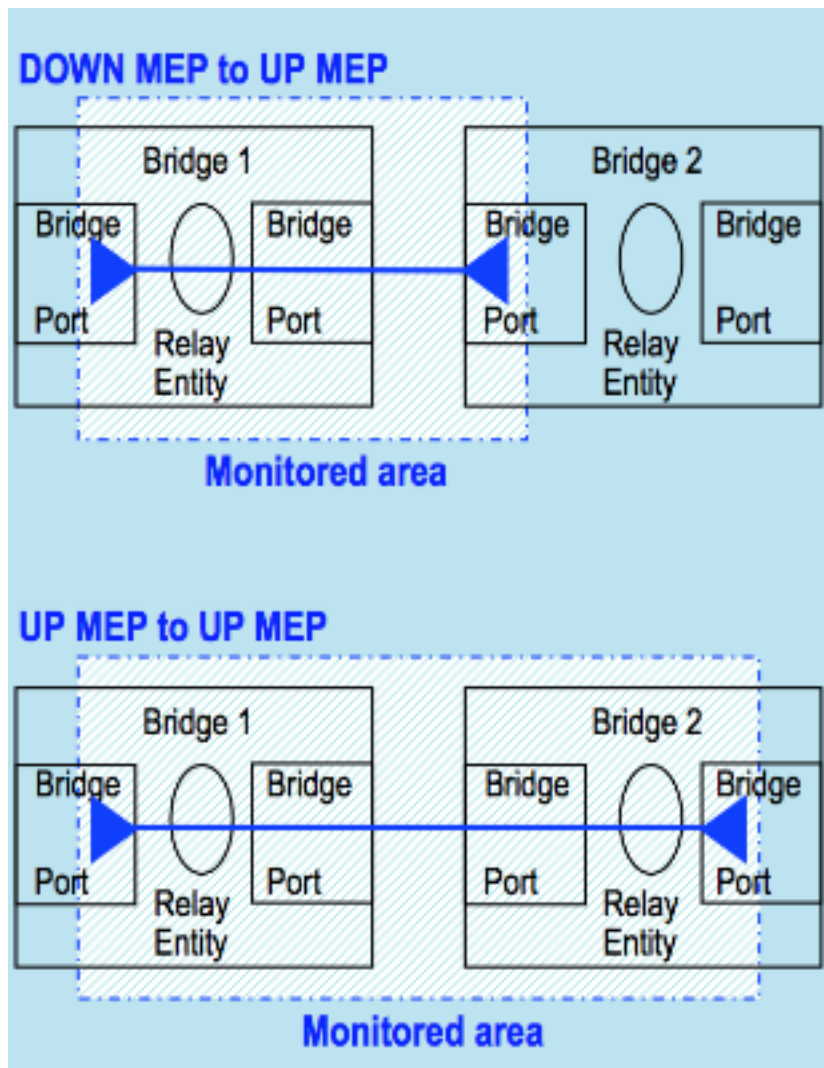 DOWN MEP to UP MEP
Bridge 1
Bridge 2
Bridge
Bridge
Bridge
Bridge
Port
Port
Port
Port
Relay
Entity
Relay
Entity
Monitored area
UP MEP to UP MEP
Bridge 1
Bridge 2
Bridge
Bridge
Bridge
Bridge
Port
Port
Port
Port
Relay
Entity
Relay
Entity
Monitored area